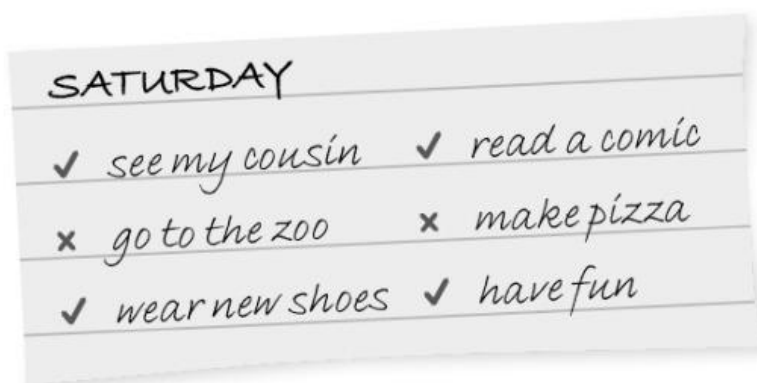 SATURDAY
✓ see my cousin ✓ read a comic
✗ go to the zoo ✗ make pizza
✓ wear new shoes ✓ have fun